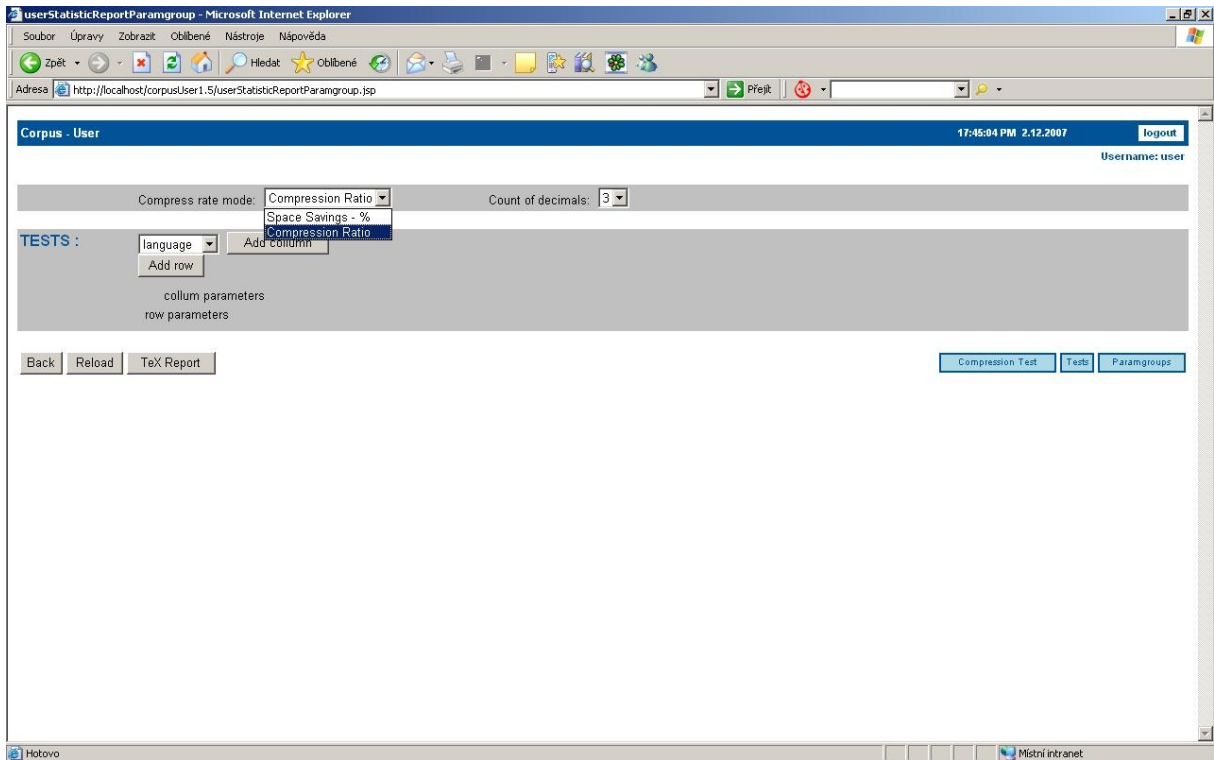 userStatisticReportParamgroup - Microsoft Internet Explorer
Soubor Úpravy Zobrazit Oblíbené Nástroje Nápověda
Zpět Hledat Oblíbené
Adresa http://localhost/corpusUser1.5/userStatisticReportParamgroup.jsp Přejít
Corpus - User 17:45:04 PM 2.12.2007 logout
Username: user
Compress rate mode: Compression Ratio Count of decimals: 3
Space Savings - %
Compression Ratio
TESTS : language Add collumn
Add row
collum parameters
row parameters
Back Reload TeX Report Compression Test Tests Paramgroups
Hotovo Místní intranet